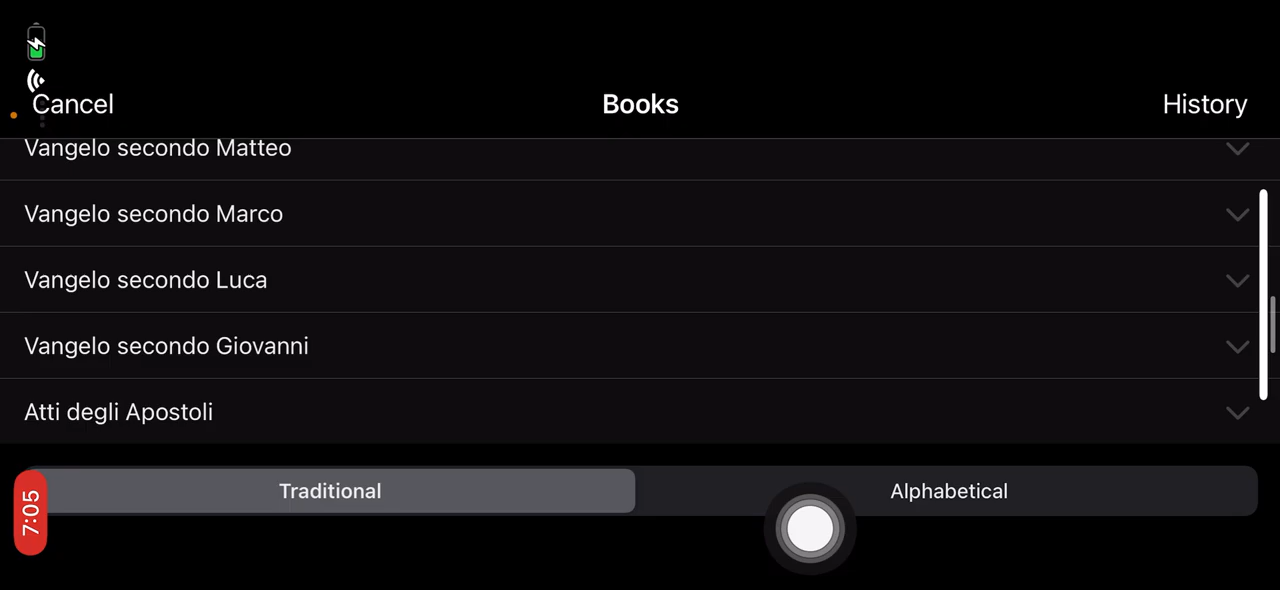 Cancel
Books
History
Vangelo secondo Matteo
Vangelo secondo Marco
Vangelo secondo Luca
Vangelo secondo Giovanni
Atti degli Apostoli
Traditional
Alphabetical
7:05